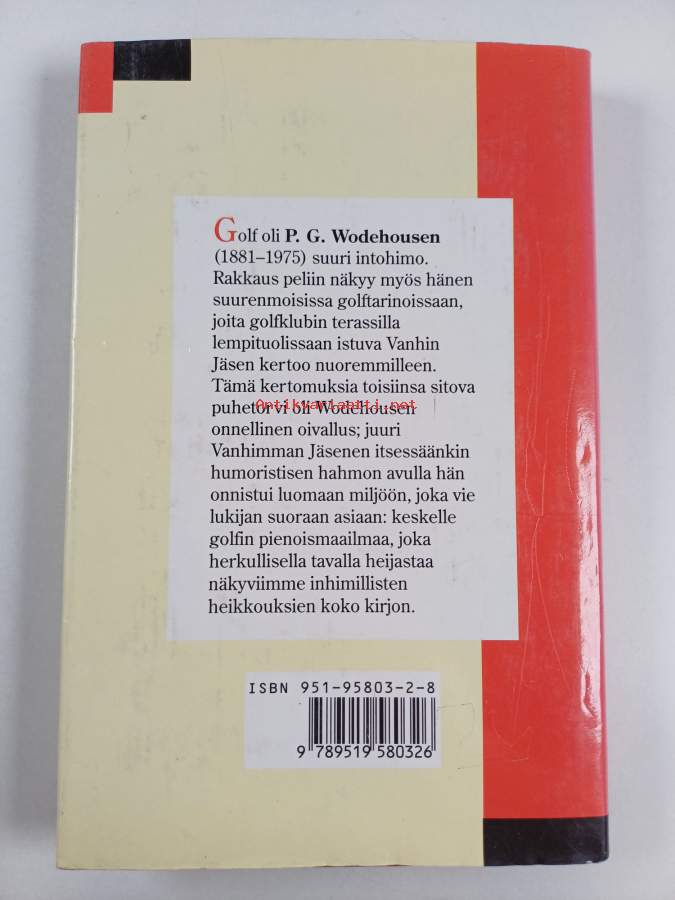 Golf oli P. G. Wodehousen
(1881–1975) suuri intohimo.
Rakkaus peliin näkyy myös hänen
suurenmoisissa golftarinoissaan,
joita golfklubin terassilla
lempituolissaan istuva Vanhin
Jäsen kertoo nuoremmilleen.
Tämä kertomuksia toisiinsa sitova
Antikvariaatti.net
puhetorvi oli Wodehousen
onnellinen oivallus; juuri
Vanhimman Jäsenen itsessäänkin
humoristisen hahmon avulla hän
onnistui luomaan miljöön, joka vie
lukijan suoraan asiaan: keskelle
golfin pienoismaailmaa, joka
herkullisella tavalla heijastaa
näkyviimme inhimillisten
heikkouksien koko kirjon.
ISBN 951-95803-2-8
9 789519 580326